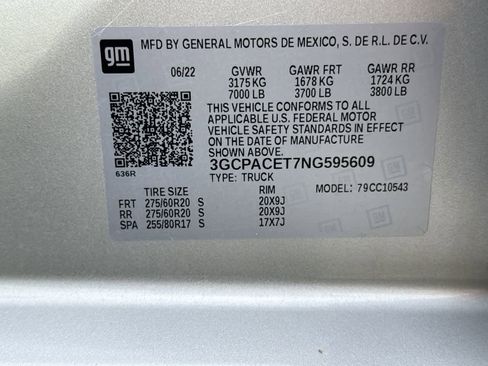 gm
MFD BY GENERAL MOTORS DE MEXICO, S. DE R.L. DE C.V.
06/22 GVWR GAWR FRT GAWR RR
3175 KG 1678 KG 1724 KG
7000 LB 3700 LB 3800 LB
THIS VEHICLE CONFORMS TO ALL
APPLICABLE U.S. FEDERAL MOTOR
VEHICLE SAFETY STANDARDS IN EFFECT
ON THE DATE OF MANUFACTURE
SHOWN ABOVE.
3GCPACET7NG595609
636R TYPE: TRUCK
TIRE SIZE RIM MODEL: 79CC10543
FRT 275/60R20 S 20X9J
RR 275/60R20 S 20X9J
SPA 255/80R17 S 17X7J